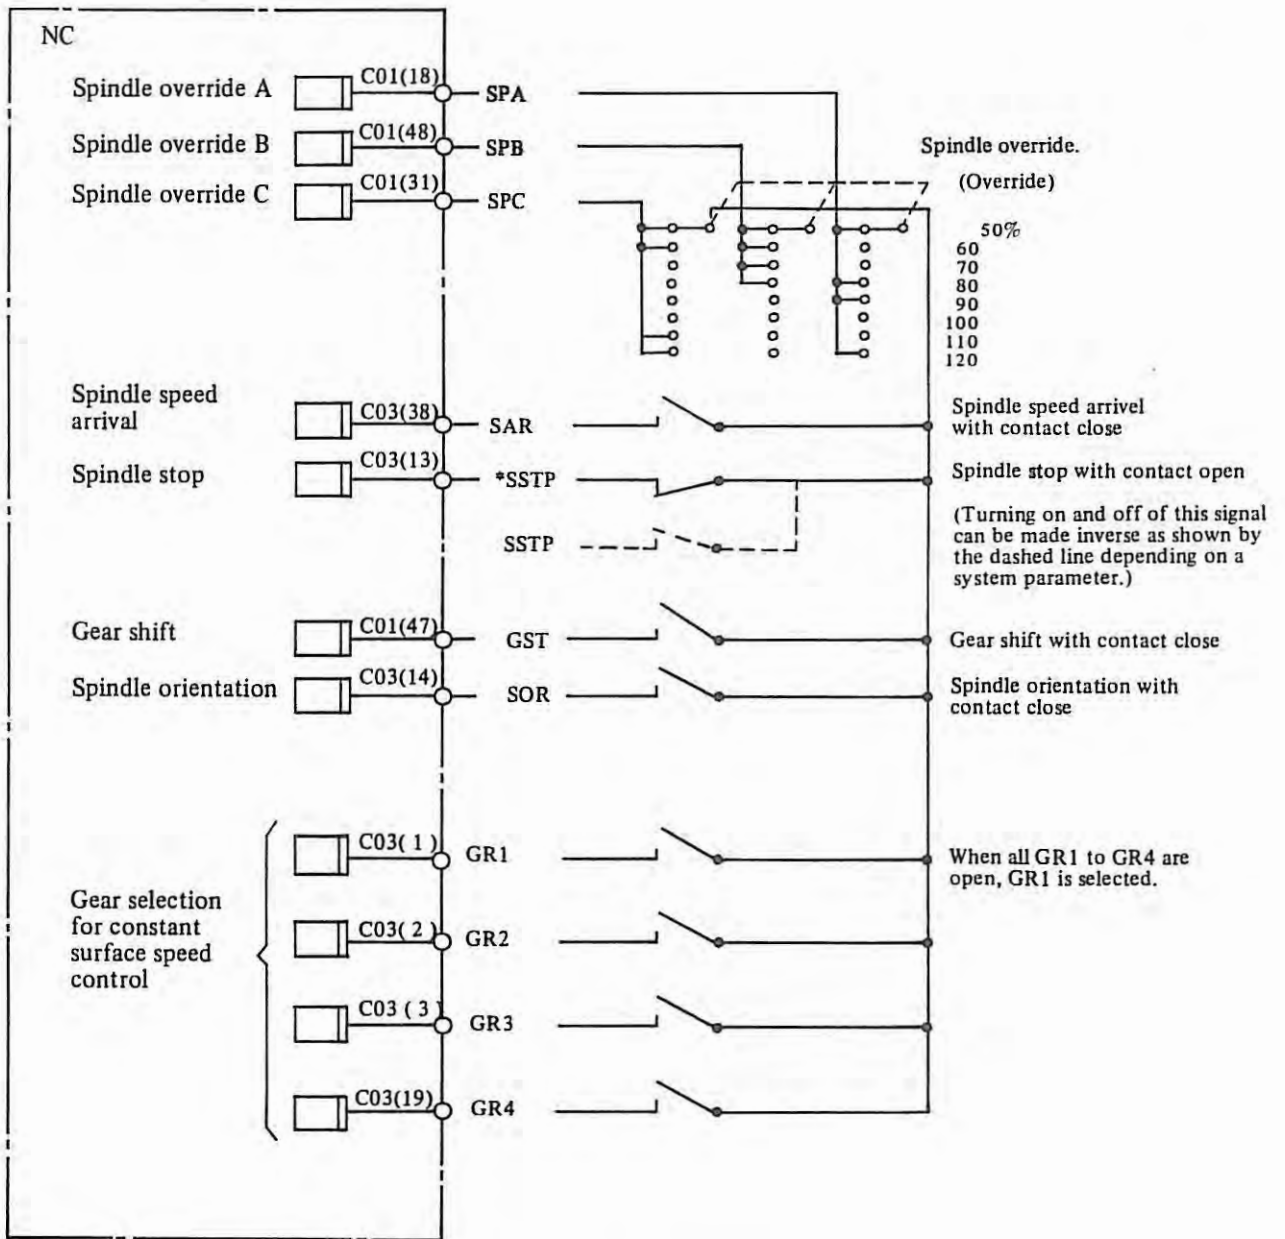 NC
Spindle override A
C01(18)
SPA
Spindle override B
C01(48)
SPB
Spindle override.
Spindle override C
C01(31)
SPC
(Override)
50%
60
70
80
90
100
110
120
Spindle speed
arrival
C03(38)
SAR
Spindle speed arrivel
with contact close
Spindle stop
C03(13)
*SSTP
Spindle stop with contact open
SSTP
(Turning on and off of this signal
can be made inverse as shown by
the dashed line depending on a
system parameter.)
Gear shift
C01(47)
GST
Gear shift with contact close
Spindle orientation
C03(14)
SOR
Spindle orientation with
contact close
C03( 1 )
GR1
When all GR1 to GR4 are
open, GR1 is selected.
Gear selection
for constant
surface speed
control
C03( 2 )
GR2
C03 ( 3 )
GR3
C03(19)
GR4